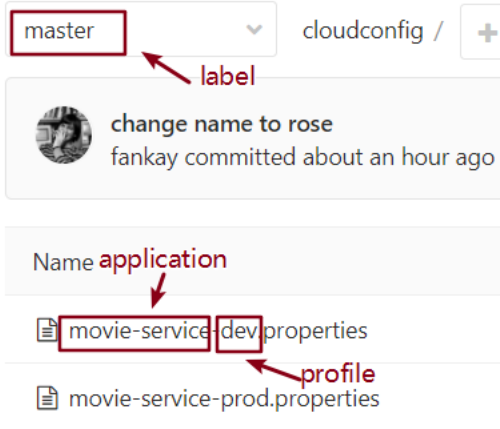 master
cloudconfig / +
label
change name to rose
fankay committed about an hour ago
Name application
movie-service-dev.properties
profile
movie-service-prod.properties